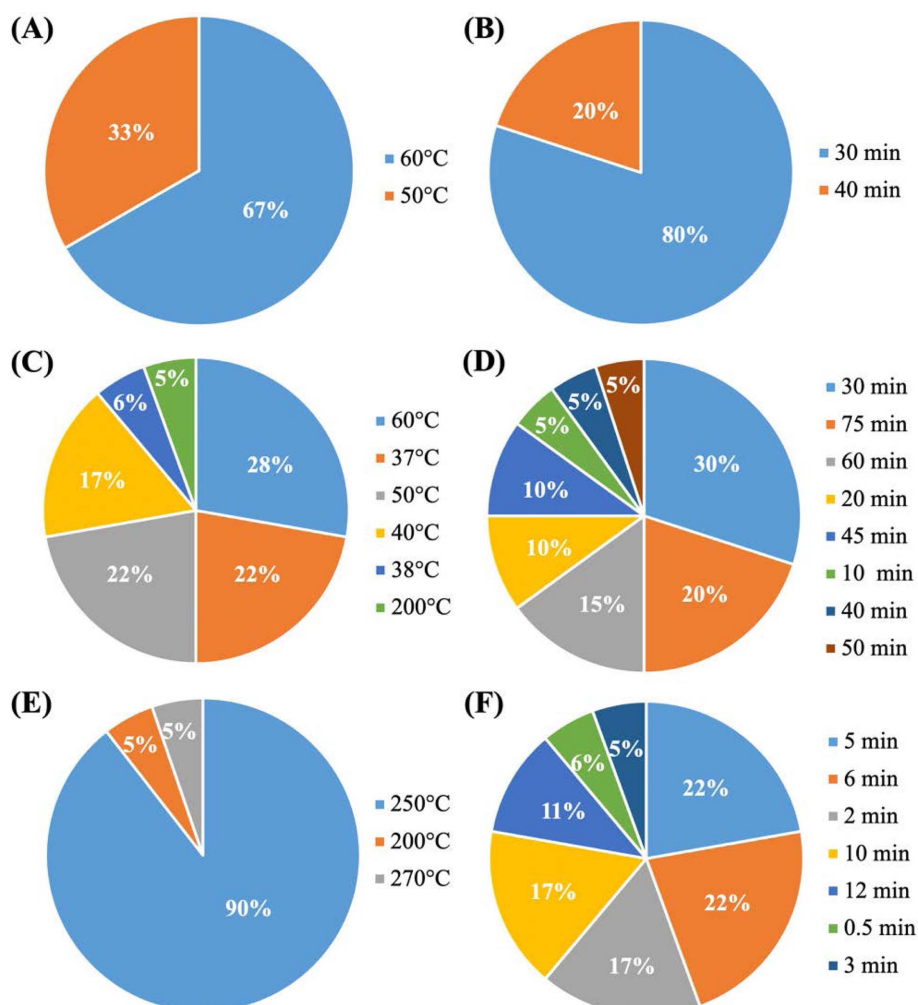 (A)
33%
67%
60°C
50°C
(B)
20%
80%
30 min
40 min
(C)
5%
6%
17%
28%
22%
22%
60°C
37°C
50°C
40°C
38°C
200°C
(D)
5%
5%
5%
10%
10%
15%
20%
30%
30 min
75 min
60 min
20 min
45 min
10 min
40 min
50 min
(E)
5%
5%
90%
250°C
200°C
270°C
(F)
5%
6%
11%
17%
17%
22%
22%
5 min
6 min
2 min
10 min
12 min
0.5 min
3 min